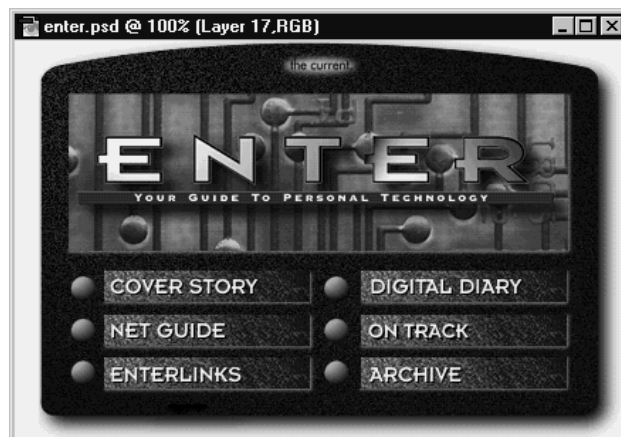 enter.psd @ 100% (Layer 17,RGB)
the current.
ENTER
YOUR GUIDE TO PERSONAL TECHNOLOGY
COVER STORY
DIGITAL DIARY
NET GUIDE
ON TRACK
ENTERLINKS
ARCHIVE